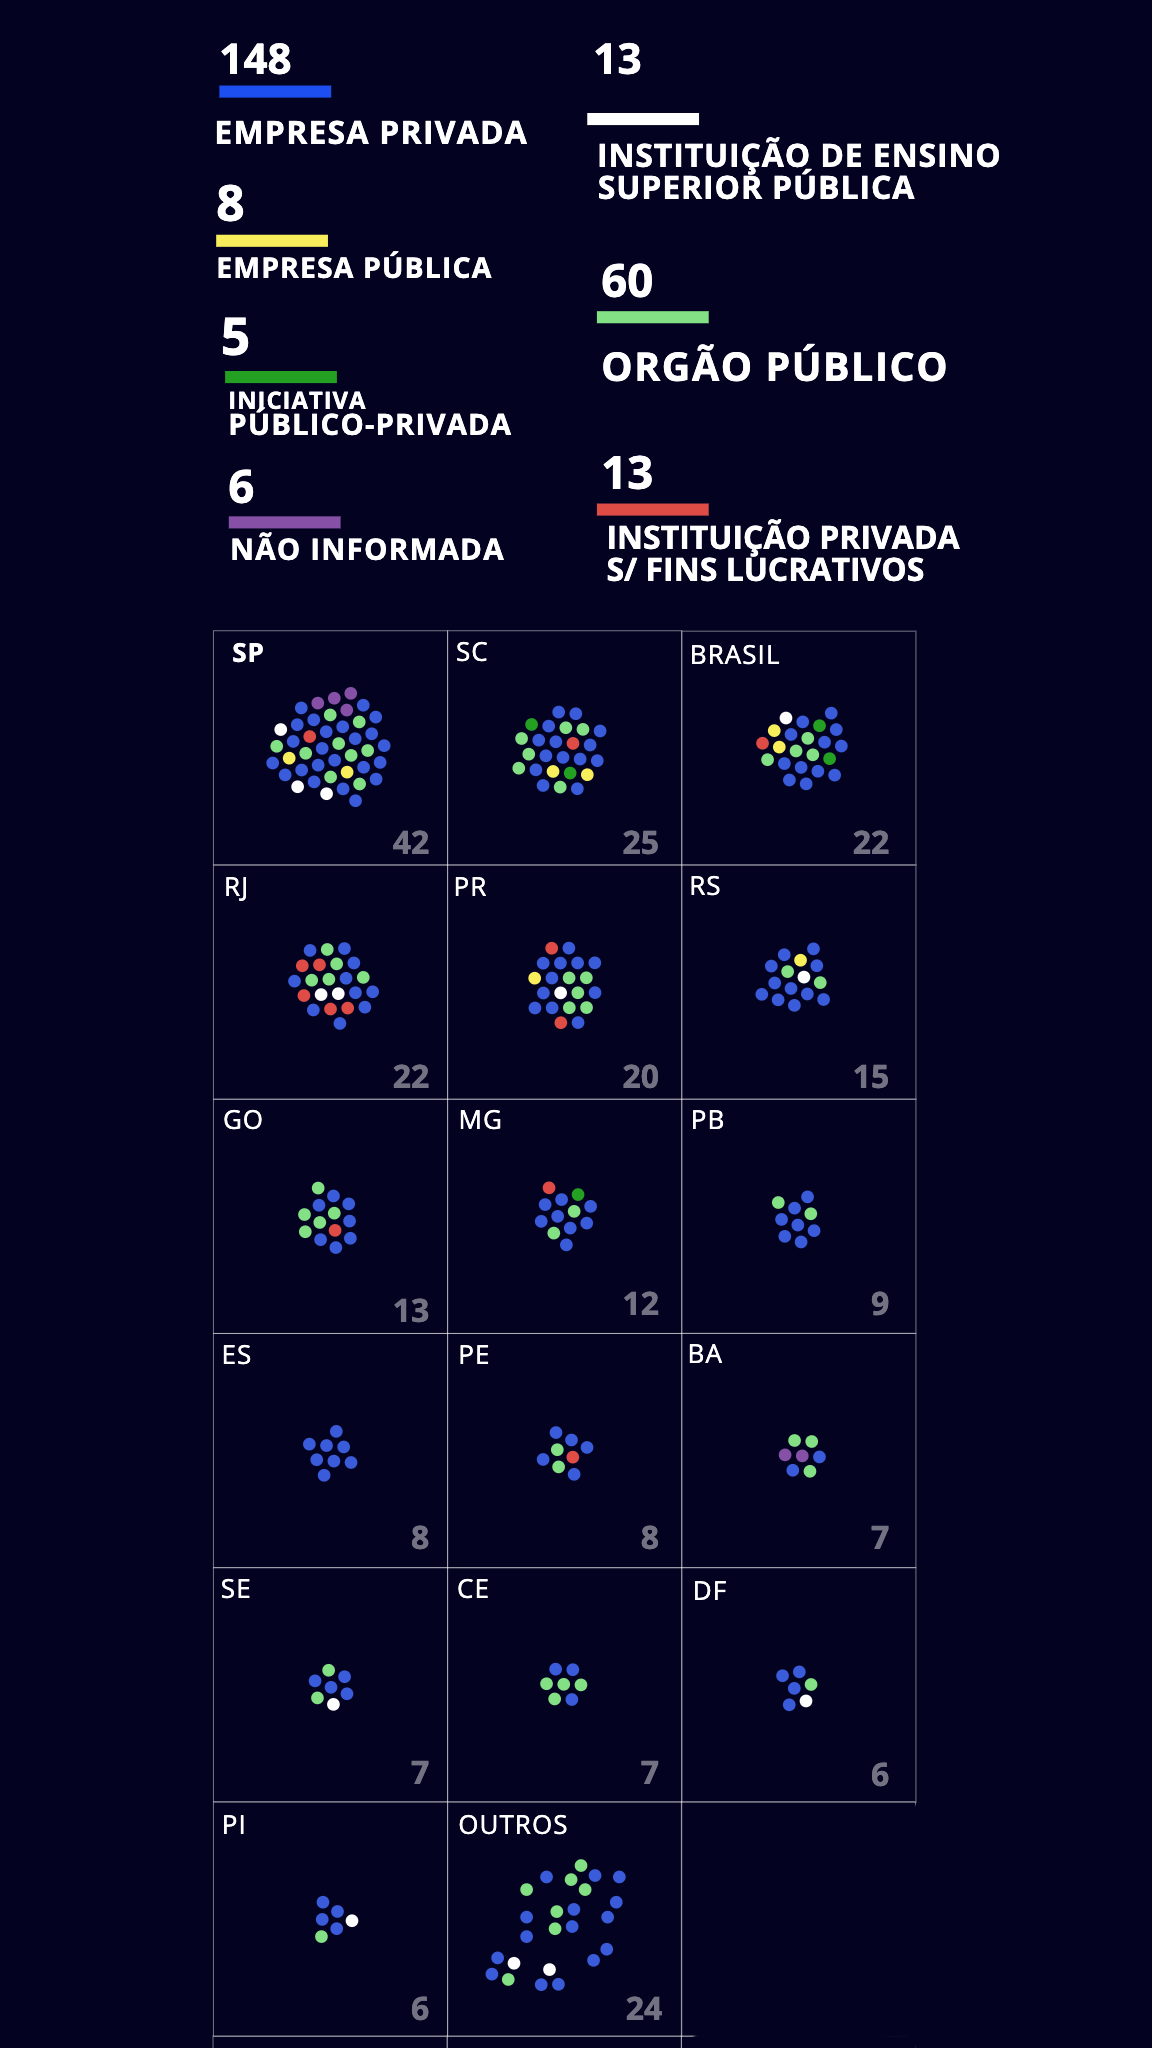 148
EMPRESA PRIVADA
13
INSTITUIÇÃO DE ENSINO
SUPERIOR PÚBLICA
8
EMPRESA PÚBLICA
60
ORGÃO PÚBLICO
5
INICIATIVA
PÚBLICO-PRIVADA
6
NÃO INFORMADA
13
INSTITUIÇÃO PRIVADA
S/ FINS LUCRATIVOS
SP
42
SC
25
BRASIL
22
RJ
22
PR
20
RS
15
GO
13
MG
12
PB
9
ES
8
PE
8
BA
7
SE
7
CE
7
DF
6
PI
6
OUTROS
24